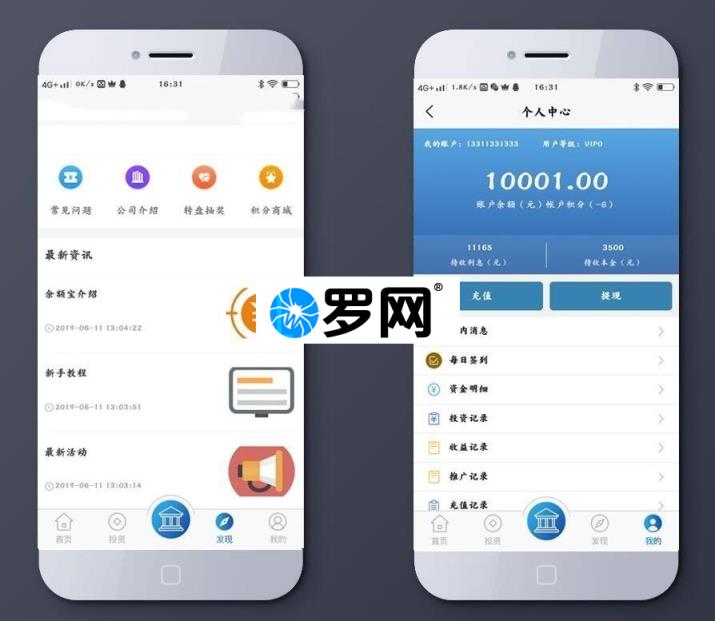 4G+ 0K/s 16:31
常见问题 公司介绍 转盘抽奖 积分商城
最新资讯
余额宝介绍
2019-06-11 13:04:22
新手教程
2019-06-11 13:03:51
最新活动
2019-06-11 13:03:14
首页 投资 发现 我的
罗网®
4G+ 1.8K/s 16:31
个人中心
我的账户：13311331333 用户等级：VIP0
10001.00
账户余额（元）帐户积分（-6）
11165 3500
待收利息（元） 待收本金（元）
充值 提现
内消息
每日签到
资金明细
投资记录
收益记录
推广记录
充值记录
首页 投资 发现 我的